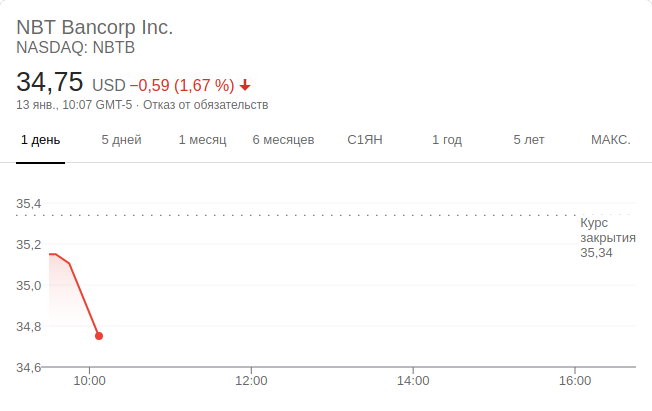 NBT Bancorp Inc.
NASDAQ: NBTB
34,75 USD −0,59 (1,67 %)
13 янв., 10:07 GMT-5 · Отказ от обязательств
1 день 5 дней 1 месяц 6 месяцев С1ЯН 1 год 5 лет МАКС.
35,4
Курс
35,2
закрытия
35,34
35,0
34,8
34,6
10:00 12:00 14:00 16:00